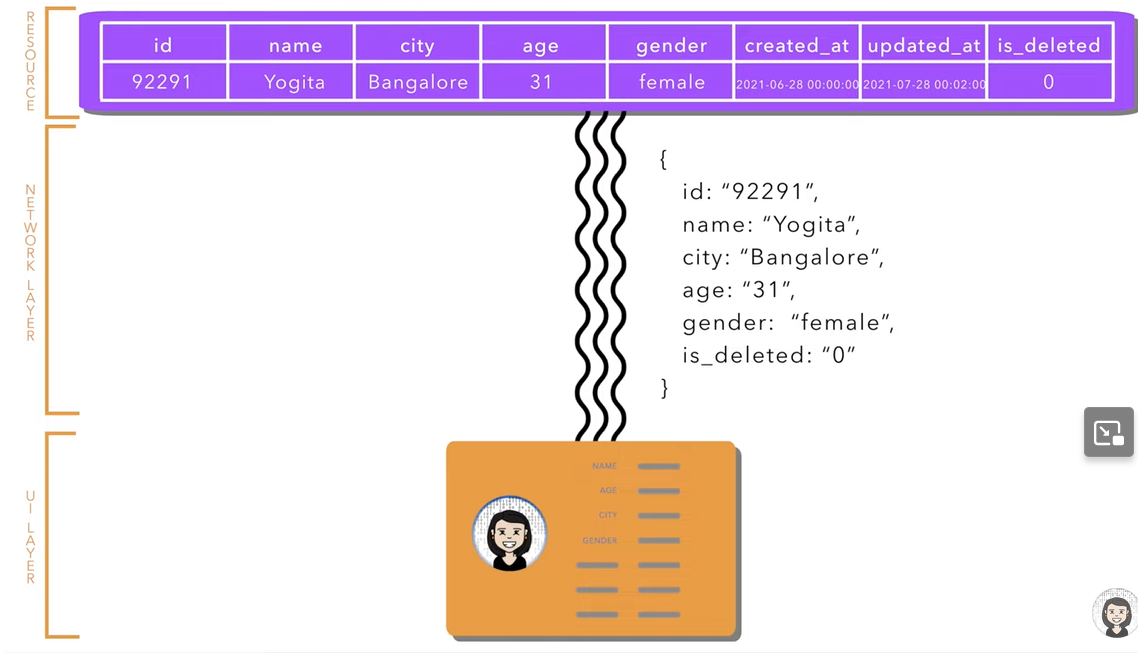 RESOURCE
id name city age gender created_at updated_at is_deleted
92291 Yogita Bangalore 31 female 2021-06-28 00:00:00 2021-07-28 00:02:00 0
NETWORK LAYER
{
id: “92291”,
name: “Yogita”,
city: “Bangalore”,
age: “31”,
gender: “female”,
is_deleted: “0”
}
UI LAYER
NAME
AGE
CITY
GENDER